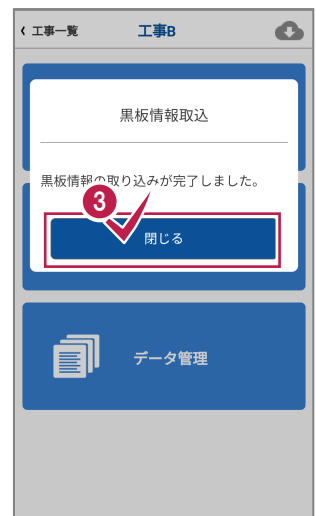 ‹ 工事一覧 工事B
黒板情報取込
黒板情報の取り込みが完了しました。
3
閉じる
データ管理